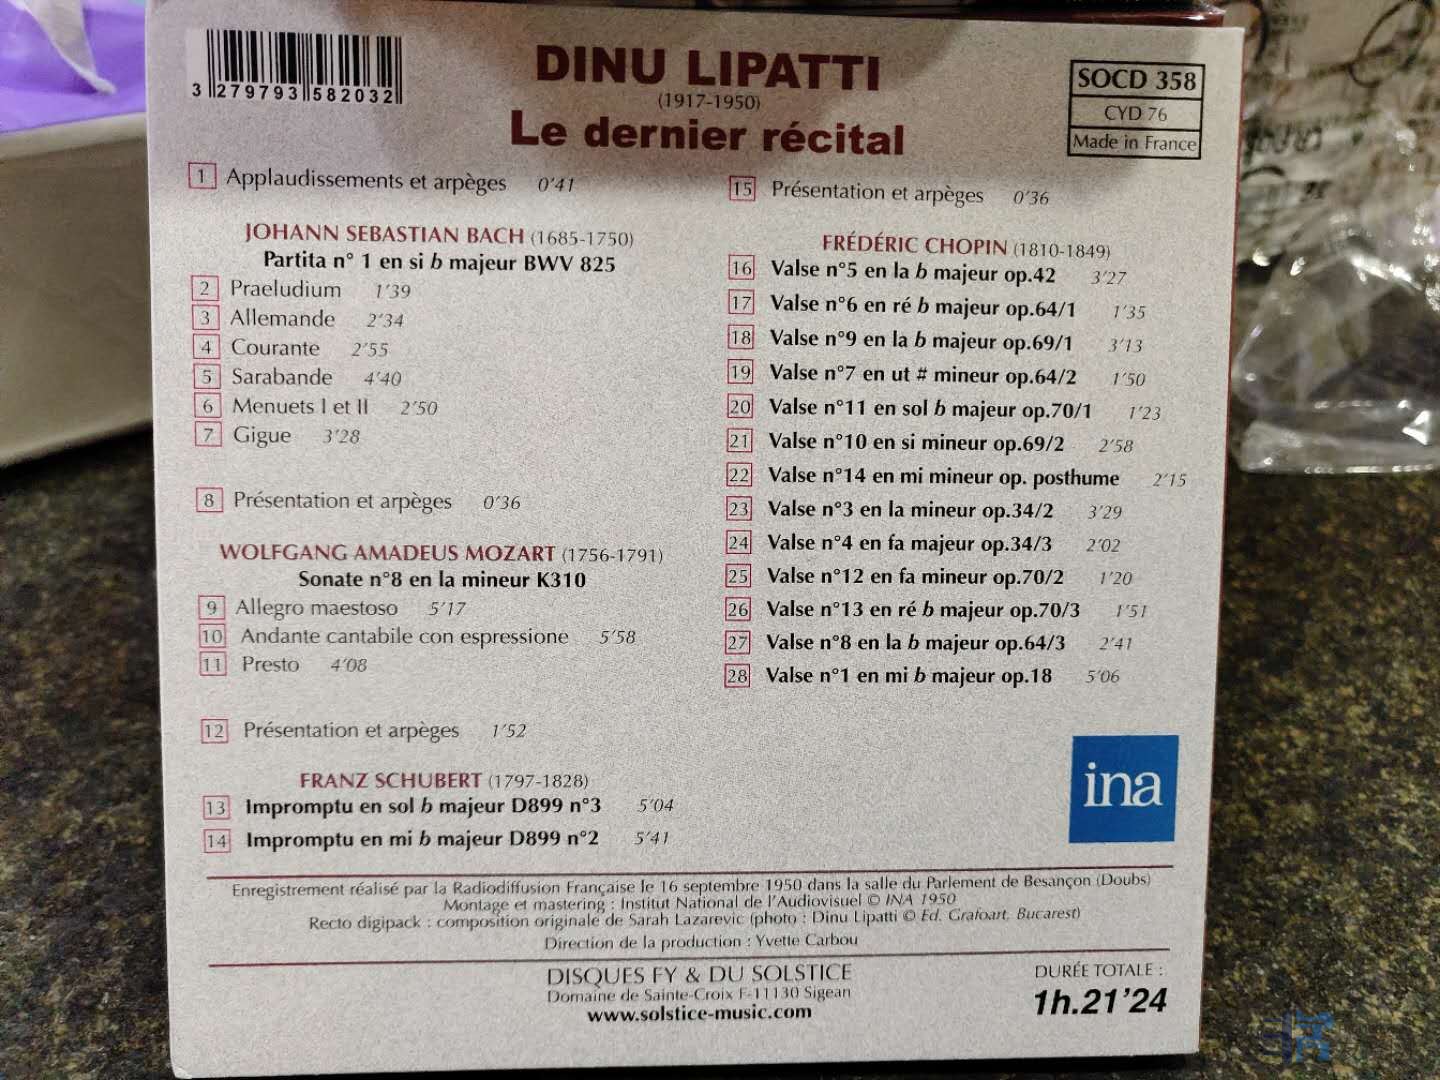 3 279793 582032
DINU LIPATTI
(1917-1950)
Le dernier récital
SOCD 358
CYD 76
Made in France
1 Applaudissements et arpèges 0'41
JOHANN SEBASTIAN BACH (1685-1750)
Partita n° 1 en si b majeur BWV 825
2 Praeludium 1'39
3 Allemande 2'34
4 Courante 2'55
5 Sarabande 4'40
6 Menuets I et II 2'50
7 Gigue 3'28
8 Présentation et arpèges 0'36
WOLFGANG AMADEUS MOZART (1756-1791)
Sonate n°8 en la mineur K310
9 Allegro maestoso 5'17
10 Andante cantabile con espressione 5'58
11 Presto 4'08
12 Présentation et arpèges 1'52
FRANZ SCHUBERT (1797-1828)
13 Impromptu en sol b majeur D899 n°3 5'04
14 Impromptu en mi b majeur D899 n°2 5'41
15 Présentation et arpèges 0'36
FRÉDÉRIC CHOPIN (1810-1849)
16 Valse n°5 en la b majeur op.42 3'27
17 Valse n°6 en ré b majeur op.64/1 1'35
18 Valse n°9 en la b majeur op.69/1 3'13
19 Valse n°7 en ut # mineur op.64/2 1'50
20 Valse n°11 en sol b majeur op.70/1 1'23
21 Valse n°10 en si mineur op.69/2 2'58
22 Valse n°14 en mi mineur op. posthume 2'15
23 Valse n°3 en la mineur op.34/2 3'29
24 Valse n°4 en fa majeur op.34/3 2'02
25 Valse n°12 en fa mineur op.70/2 1'20
26 Valse n°13 en ré b majeur op.70/3 1'51
27 Valse n°8 en la b majeur op.64/3 2'41
28 Valse n°1 en mi b majeur op.18 5'06
ina
Enregistrement réalisé par la Radiodiffusion Française le 16 septembre 1950 dans la salle du Parlement de Besançon (Doubs)
Montage et mastering : Institut National de l'Audiovisuel © INA 1950
Recto digipack : composition originale de Sarah Lazarevic (photo : Dinu Lipatti © Ed. Grafoart, Bucarest)
Direction de la production : Yvette Carbou
DISQUES FY & DU SOLSTICE
Domaine de Sainte-Croix F-11130 Sigean
www.solstice-music.com
DURÉE TOTALE :
1h.21'24